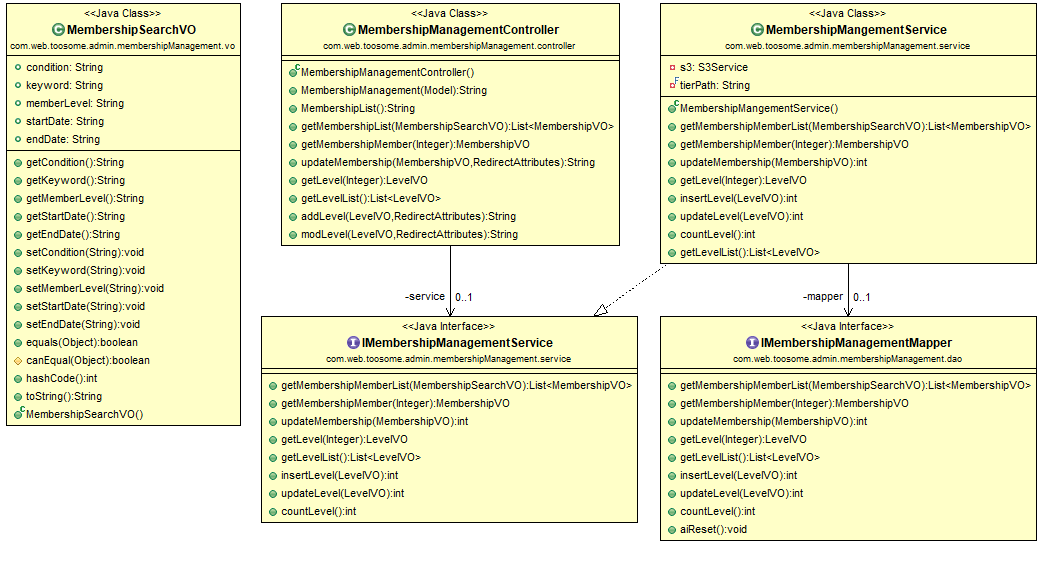 <<Java Class>>
MembershipSearchVO
com.web.toosome.admin.membershipManagement.vo
condition: String
keyword: String
memberLevel: String
startDate: String
endDate: String
getCondition():String
getKeyword():String
getMemberLevel():String
getStartDate():String
getEndDate():String
setCondition(String):void
setKeyword(String):void
setMemberLevel(String):void
setStartDate(String):void
setEndDate(String):void
equals(Object):boolean
canEqual(Object):boolean
hashCode():int
toString():String
MembershipSearchVO()
<<Java Class>>
MembershipManagementController
com.web.toosome.admin.membershipManagement.controller
MembershipManagementController()
MembershipManagement(Model):String
MembershipList():String
getMembershipList(MembershipSearchVO):List<MembershipVO>
getMembershipMember(Integer):MembershipVO
updateMembership(MembershipVO,RedirectAttributes):String
getLevel(Integer):LevelVO
getLevelList():List<LevelVO>
addLevel(LevelVO,RedirectAttributes):String
modLevel(LevelVO,RedirectAttributes):String
<<Java Class>>
MembershipMangementService
com.web.toosome.admin.membershipManagement.service
s3: S3Service
tierPath: String
MembershipMangementService()
getMembershipMemberList(MembershipSearchVO):List<MembershipVO>
getMembershipMember(Integer):MembershipVO
updateMembership(MembershipVO):int
getLevel(Integer):LevelVO
insertLevel(LevelVO):int
updateLevel(LevelVO):int
countLevel():int
getLevelList():List<LevelVO>
-service 0..1
-mapper 0..1
<<Java Interface>>
IMembershipManagementService
com.web.toosome.admin.membershipManagement.service
getMembershipMemberList(MembershipSearchVO):List<MembershipVO>
getMembershipMember(Integer):MembershipVO
updateMembership(MembershipVO):int
getLevel(Integer):LevelVO
getLevelList():List<LevelVO>
insertLevel(LevelVO):int
updateLevel(LevelVO):int
countLevel():int
<<Java Interface>>
IMembershipManagementMapper
com.web.toosome.admin.membershipManagement.dao
getMembershipMemberList(MembershipSearchVO):List<MembershipVO>
getMembershipMember(Integer):MembershipVO
updateMembership(MembershipVO):int
getLevel(Integer):LevelVO
getLevelList():List<LevelVO>
insertLevel(LevelVO):int
updateLevel(LevelVO):int
countLevel():int
aiReset():void